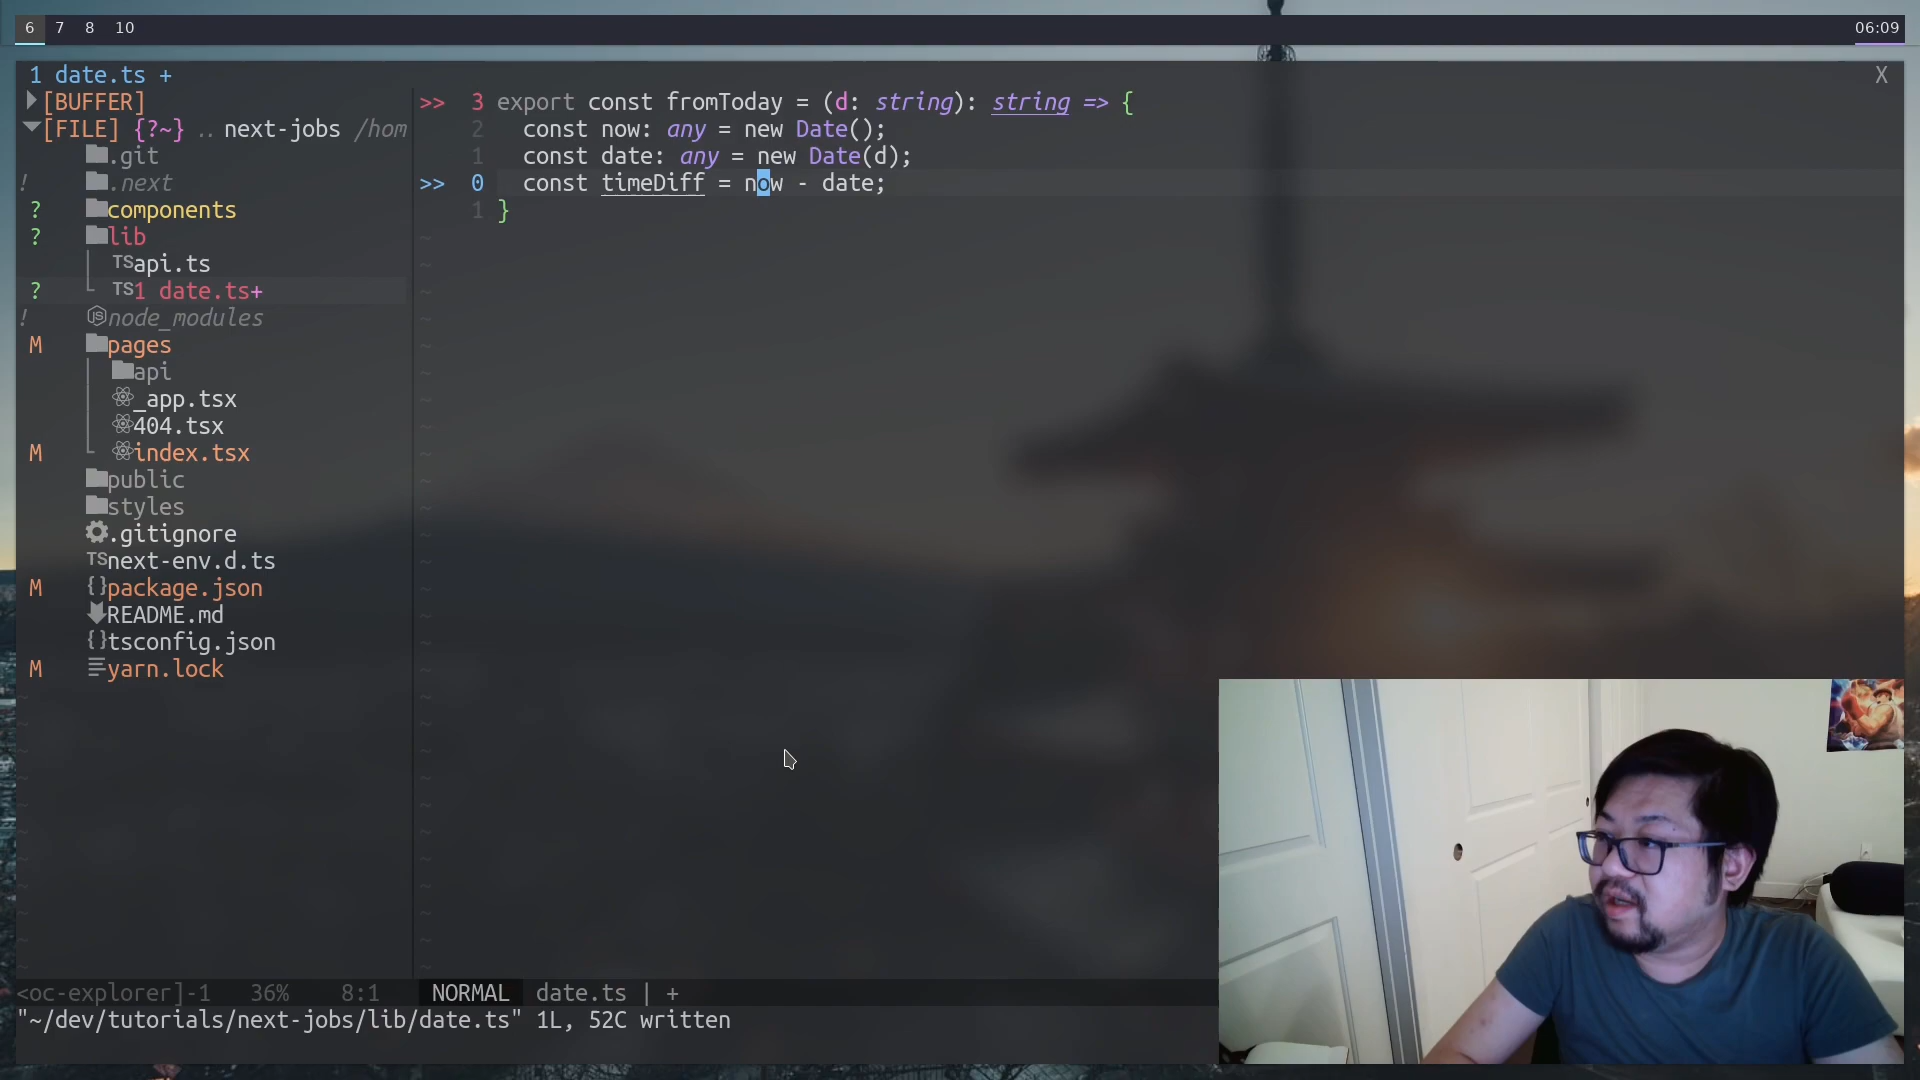 6 7 8 10 06:09
1 date.ts + X
[BUFFER]
[FILE] {?~} .. next-jobs /hom
.git
! .next
? components
? lib
TS api.ts
? TS 1 date.ts+
! node_modules
M pages
api
_app.tsx
404.tsx
M index.tsx
public
styles
.gitignore
TS next-env.d.ts
M {} package.json
README.md
{} tsconfig.json
M yarn.lock
>> 3 export const fromToday = (d: string): string => {
2 const now: any = new Date();
1 const date: any = new Date(d);
>> 0 const timeDiff = now - date;
1 }
<oc-explorer]-1 36% 8:1 NORMAL date.ts | +
"~/dev/tutorials/next-jobs/lib/date.ts" 1L, 52C written